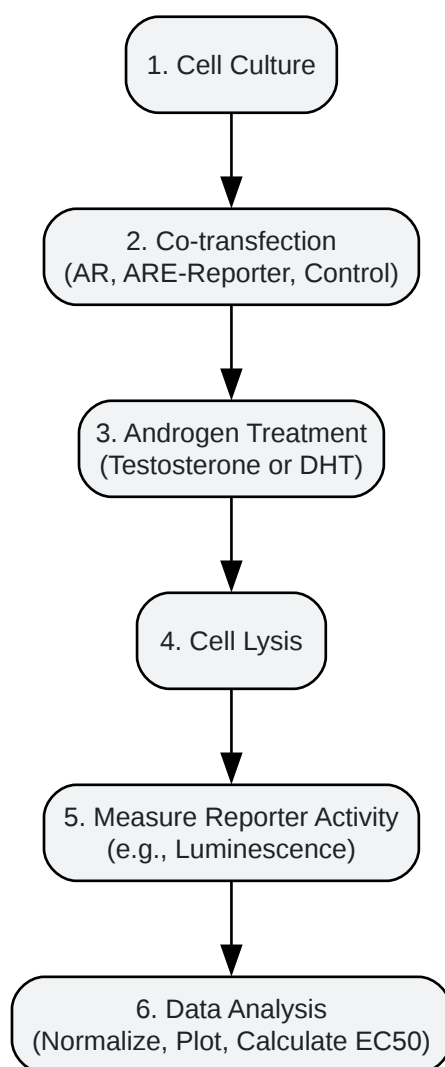 1. Cell Culture
2. Co-transfection
(AR, ARE-Reporter, Control)
3. Androgen Treatment
(Testosterone or DHT)
4. Cell Lysis
5. Measure Reporter Activity
(e.g., Luminescence)
6. Data Analysis
(Normalize, Plot, Calculate EC50)